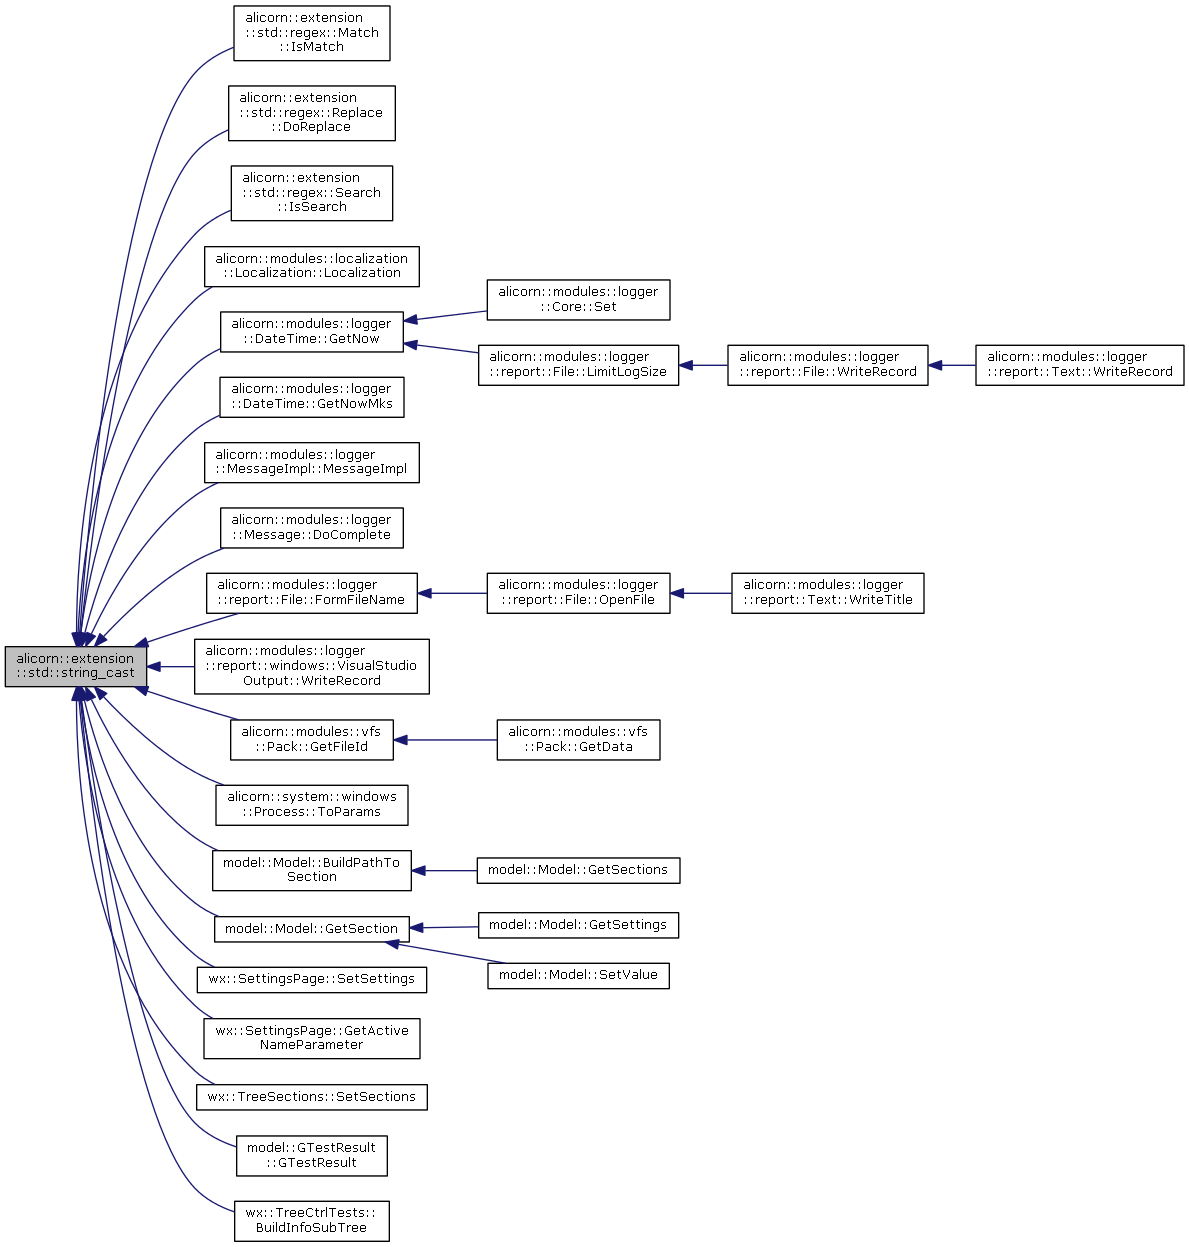 alicorn::extension
::std::regex::Match
::IsMatch
alicorn::extension
::std::regex::Replace
::DoReplace
alicorn::extension
::std::regex::Search
::IsSearch
alicorn::modules::localization
::Localization::Localization
alicorn::modules::logger
::Core::Set
alicorn::modules::logger
::DateTime::GetNow
alicorn::modules::logger
::report::File::LimitLogSize
alicorn::modules::logger
::report::File::WriteRecord
alicorn::modules::logger
::report::Text::WriteRecord
alicorn::modules::logger
::DateTime::GetNowMks
alicorn::modules::logger
::MessageImpl::MessageImpl
alicorn::modules::logger
::Message::DoComplete
alicorn::modules::logger
::report::File::FormFileName
alicorn::modules::logger
::report::File::OpenFile
alicorn::modules::logger
::report::Text::WriteTitle
alicorn::extension
::std::string_cast
alicorn::modules::logger
::report::windows::VisualStudio
Output::WriteRecord
alicorn::modules::vfs
::Pack::GetFileId
alicorn::modules::vfs
::Pack::GetData
alicorn::system::windows
::Process::ToParams
model::Model::BuildPathTo
Section
model::Model::GetSections
model::Model::GetSection
model::Model::GetSettings
model::Model::SetValue
wx::SettingsPage::SetSettings
wx::SettingsPage::GetActive
NameParameter
wx::TreeSections::SetSections
model::GTestResult
::GTestResult
wx::TreeCtrlTests::
BuildInfoSubTree